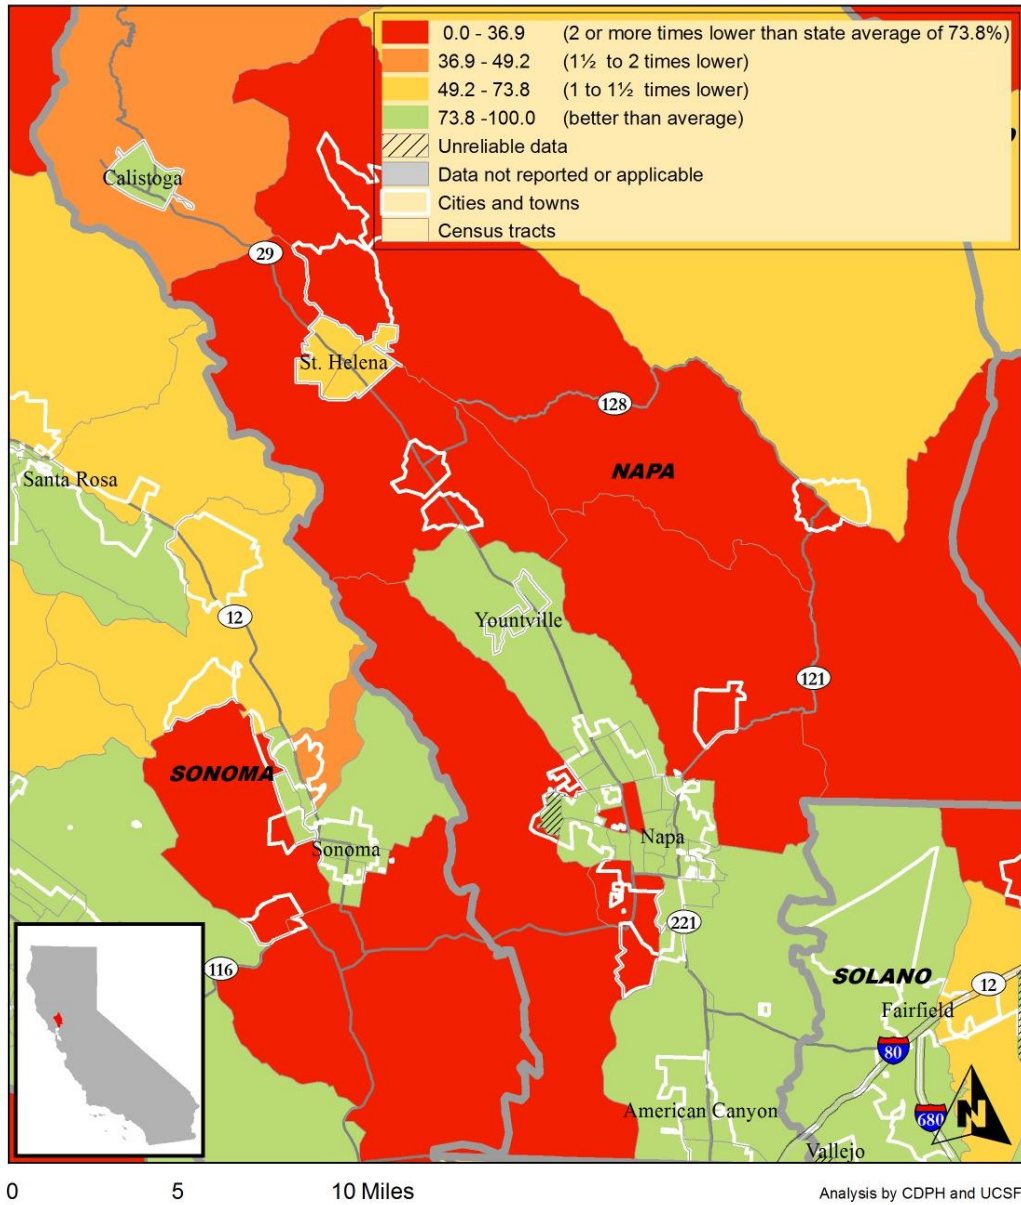 0.0 - 36.9 (2 or more times lower than state average of 73.8%)
36.9 - 49.2 (1½ to 2 times lower)
49.2 - 73.8 (1 to 1½ times lower)
73.8 -100.0 (better than average)
Unreliable data
Data not reported or applicable
Cities and towns
Census tracts
Calistoga
29
St. Helena
128
NAPA
Santa Rosa
12
Yountville
121
SONOMA
Sonoma
Napa
221
116
SOLANO
12
Fairfield
80
American Canyon
680
N
Vallejo
0 5 10 Miles
Analysis by CDPH and UCSF